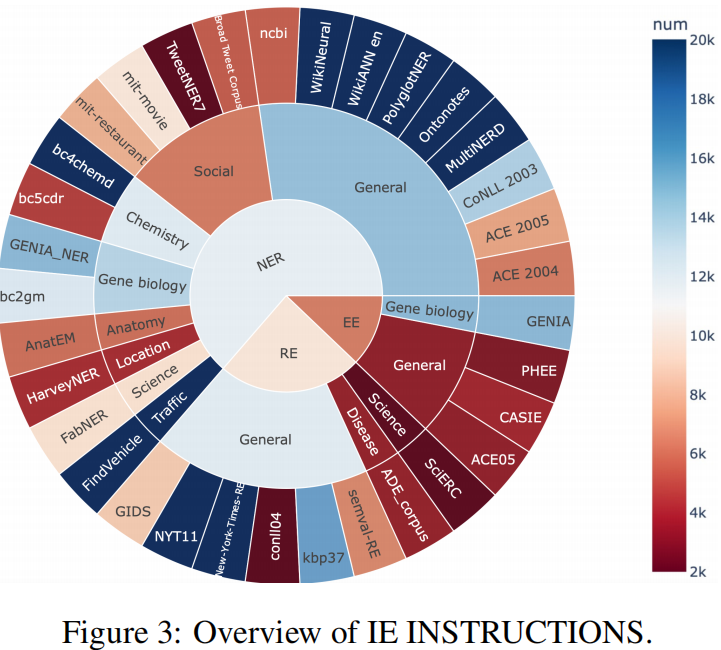 num
20k
18k
16k
14k
12k
10k
8k
6k
4k
2k
NER
EE
RE
General
Social
Chemistry
Gene biology
Anatomy
Location
Science
Traffic
General
Disease
Science
General
Gene biology
ncbi
WikiNeural
WikiANN en
PolyglotNER
Ontonotes
MultiNERD
CoNLL 2003
ACE 2005
ACE 2004
GENIA
PHEE
CASIE
ACE05
SciERC
ADE_corpus
semval-RE
kbp37
conll04
New-York-Times-RE
NYT11
GIDS
FindVehicle
FabNER
HarveyNER
AnatEM
bc2gm
GENIA_NER
bc5cdr
bc4chemd
mit-restaurant
mit-movie
TweetNER7
Broad Tweet Corpus
Figure 3: Overview of IE INSTRUCTIONS.